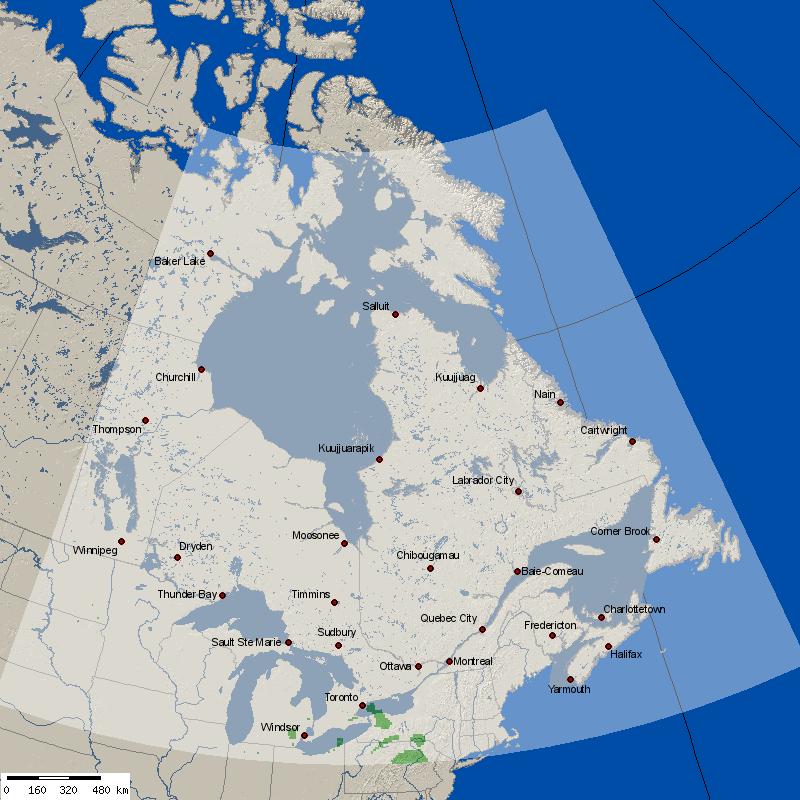 Baker Lake
Salluit
Churchill
Kuujjuaq
Nain
Thompson
Cartwright
Kuujjuarapik
Labrador City
Corner Brook
Winnipeg
Dryden
Moosonee
Chibougamau
Baie-Comeau
Thunder Bay
Timmins
Charlottetown
Quebec City
Fredericton
Sault Ste Marie
Sudbury
Halifax
Ottawa
Montreal
Yarmouth
Toronto
Windsor
0 160 320 480 km